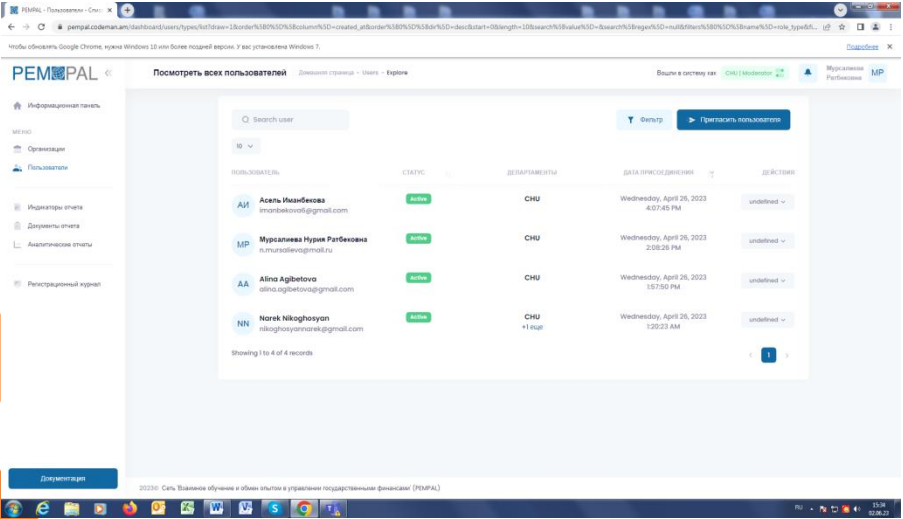 PEMPAL - Пользователи - Спис
pempal.codeman.am/dashboard/users/types/list?draw=1&order%5B0%5D%5Bcolumn%5D=created_at&order%5B0%5D%5Bdir%5D=desc&start=0&length=10&search%5Bvalue%5D=&search%5Bregex%5D=null&filters%5B0%5D%5Bname%5D=role_type&fi...
Чтобы обновлять Google Chrome, нужна Windows 10 или более поздней версии. У вас установлена Windows 7.
Подробнее
PEMPAL
Посмотреть всех пользователей
Домашняя страница - Users - Explore
Вошли в систему как
CHU | Moderator
Мурсалиева
Ратбековна
MP
Информационная панель
МЕНЮ
Организации
Пользователи
Индикаторы отчета
Документы отчета
Аналитические отчеты
Регистрационный журнал
Search user
Фильтр
Пригласить пользователя
10
ПОЛЬЗОВАТЕЛЬ
СТАТУС
ДЕПАРТАМЕНТЫ
ДАТА ПРИСОЕДИНЕНИЯ
ДЕЙСТВИЯ
АИ
Асель Иманбекова
imanbekova6@gmail.com
Active
CHU
Wednesday, April 26, 2023
4:07:45 PM
undefined
МР
Мурсалиева Нурия Ратбековна
n.mursalieva@mail.ru
Active
CHU
Wednesday, April 26, 2023
2:08:26 PM
undefined
AA
Alina Agibetova
alina.agibetova@gmail.com
Active
CHU
Wednesday, April 26, 2023
1:57:50 PM
undefined
NN
Narek Nikoghosyan
nikoghosyannarek@gmail.com
Active
CHU
+1 еще
Wednesday, April 26, 2023
1:20:23 AM
undefined
Showing 1 to 4 of 4 records
1
Документация
2023© Сеть 'Взаимное обучение и обмен опытом в управлении государственными финансами' (PEMPAL)
RU
15:34
02.06.23